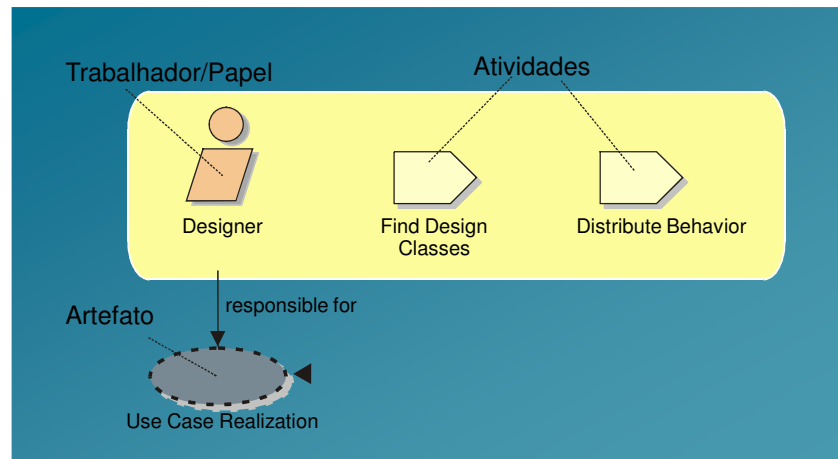 Trabalhador/Papel
Atividades
Designer
Find Design
Classes
Distribute Behavior
responsible for
Artefato
Use Case Realization